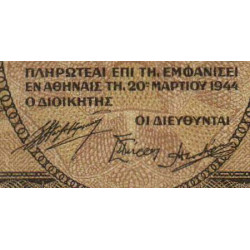 ΠΛΗΡΩΤΕΑΙ ΕΠΙ ΤΗ, ΕΜΦΑΝΙΣΕΙ
ΕΝ ΑΘΗΝΑΙΣ ΤΗ, 20ῌ ΜΑΡΤΙΟΥ 1944
Ο ΔΙΟΙΚΗΤΗΣ
ΟΙ ΔΙΕΥΘΥΝΤΑΙ